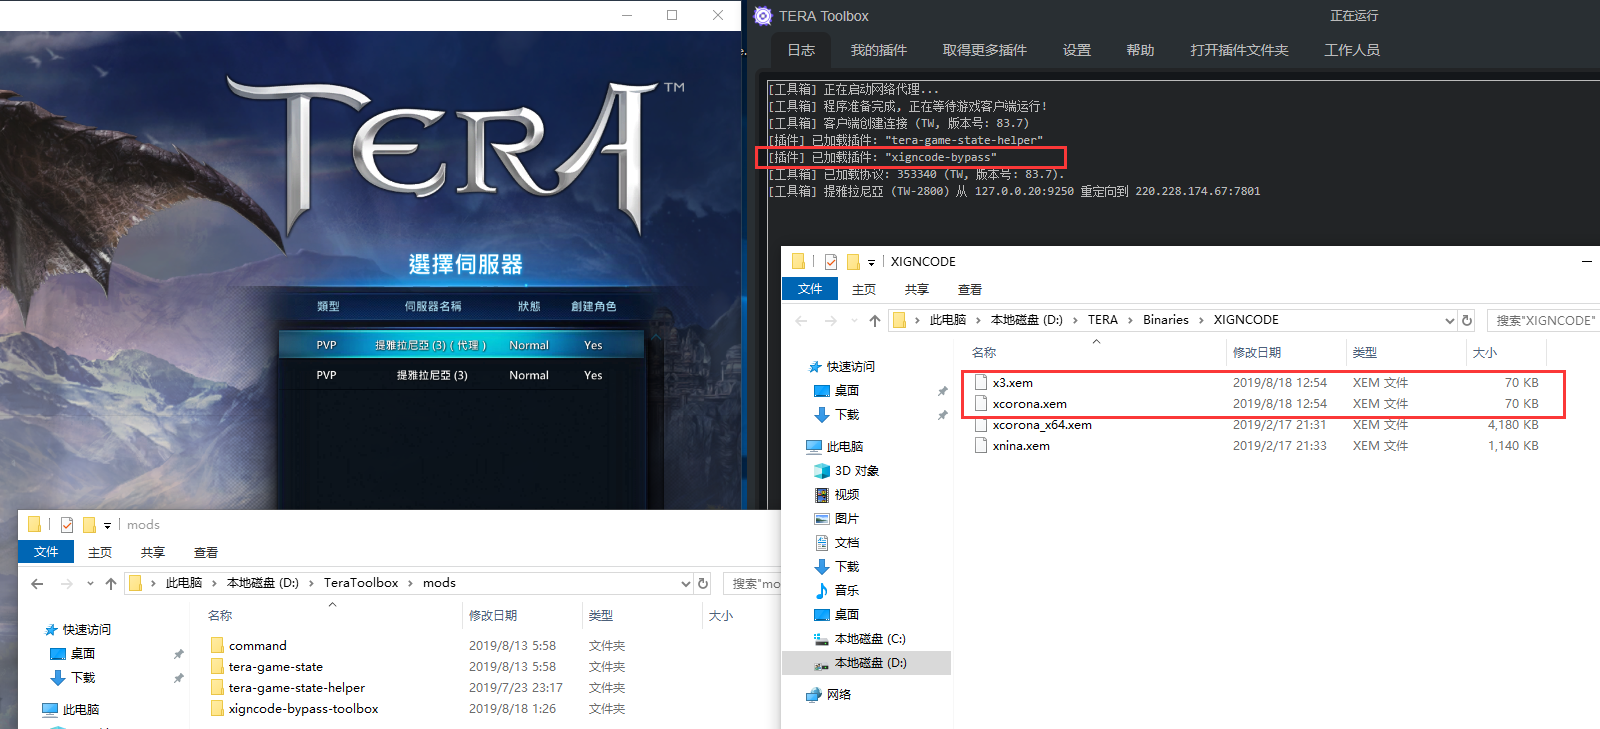 TERA™
選擇伺服器
類型 伺服器名稱 狀態 創建角色
PVP 提雅拉尼亞 (3) ( 代理 ) Normal Yes
PVP 提雅拉尼亞 (3) Normal Yes
TERA Toolbox 正在运行
日志 我的插件 取得更多插件 设置 帮助 打开插件文件夹 工作人员
[工具箱] 正在启动网络代理...
[工具箱] 程序准备完成, 正在等待游戏客户端运行!
[工具箱] 客户端创建连接 (TW, 版本号: 83.7)
[插件] 已加载插件: "tera-game-state-helper"
[插件] 已加载插件: "xigncode-bypass"
[工具箱] 已加载协议: 353340 (TW, 版本号: 83.7).
[工具箱] 提雅拉尼亞 (TW-2800) 从 127.0.0.20:9250 重定向到 220.228.174.67:7801
XIGNCODE
文件 主页 共享 查看
此电脑 › 本地磁盘 (D:) › TERA › Binaries › XIGNCODE
搜索"XIGNCODE"
名称 修改日期 类型 大小
x3.xem 2019/8/18 12:54 XEM 文件 70 KB
xcorona.xem 2019/8/18 12:54 XEM 文件 70 KB
xcorona_x64.xem 2019/2/17 21:31 XEM 文件 4,180 KB
xnina.xem 2019/2/17 21:33 XEM 文件 1,140 KB
快速访问
桌面
下载
此电脑
3D 对象
视频
图片
文档
下载
音乐
桌面
本地磁盘 (C:)
本地磁盘 (D:)
网络
mods
文件 主页 共享 查看
此电脑 › 本地磁盘 (D:) › TeraToolbox › mods
搜索"mo
名称 修改日期 类型 大小
command 2019/8/13 5:58 文件夹
tera-game-state 2019/8/13 5:58 文件夹
tera-game-state-helper 2019/7/23 23:17 文件夹
xigncode-bypass-toolbox 2019/8/18 1:26 文件夹
快速访问
桌面
下载
此电脑